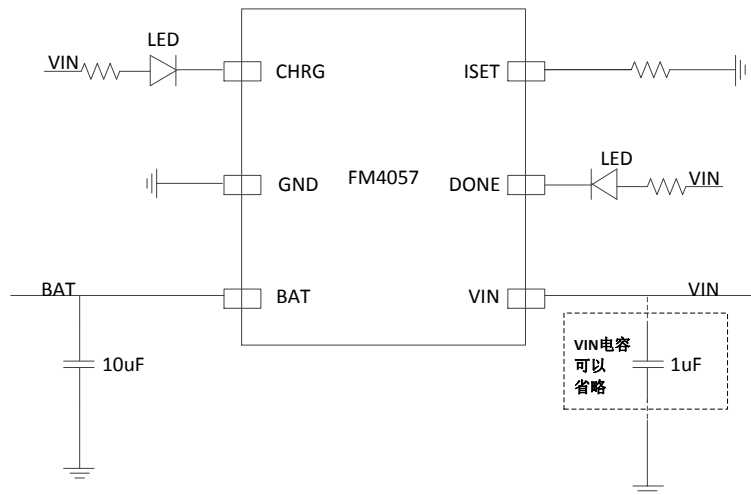 LED
VIN
CHRG
ISET
LED
GND
FM4057
DONE
VIN
BAT
BAT
VIN
VIN
10uF
VIN电容
可以
省略
1uF